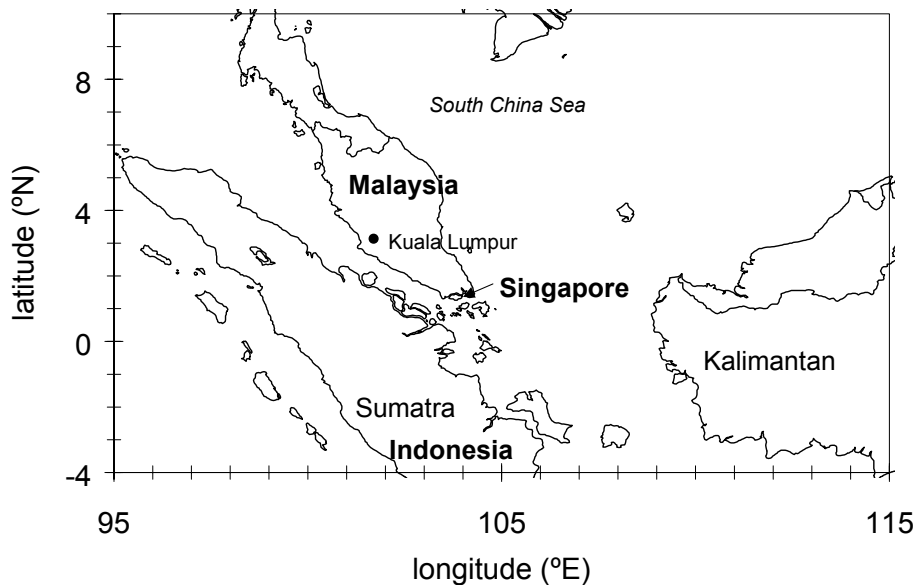 8
South China Sea
Malaysia
4
Kuala Lumpur
Singapore
latitude (ºN)
0
Kalimantan
Sumatra
Indonesia
-4
95
105
115
longitude (ºE)